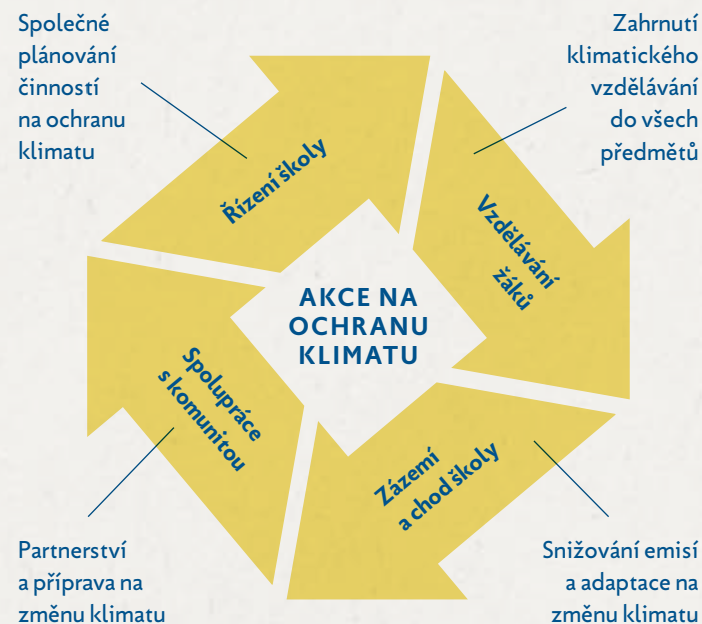 Společné
plánování
činností
na ochranu
klimatu
Zahrnutí
klimatického
vzdělávání
do všech
předmětů
Řízení školy
Vzdělávání
žáků
AKCE NA
OCHRANU
KLIMATU
Spolupráce
s komunitou
Zázemí
a chod školy
Partnerství
a příprava na
změnu klimatu
Snižování emisí
a adaptace na
změnu klimatu